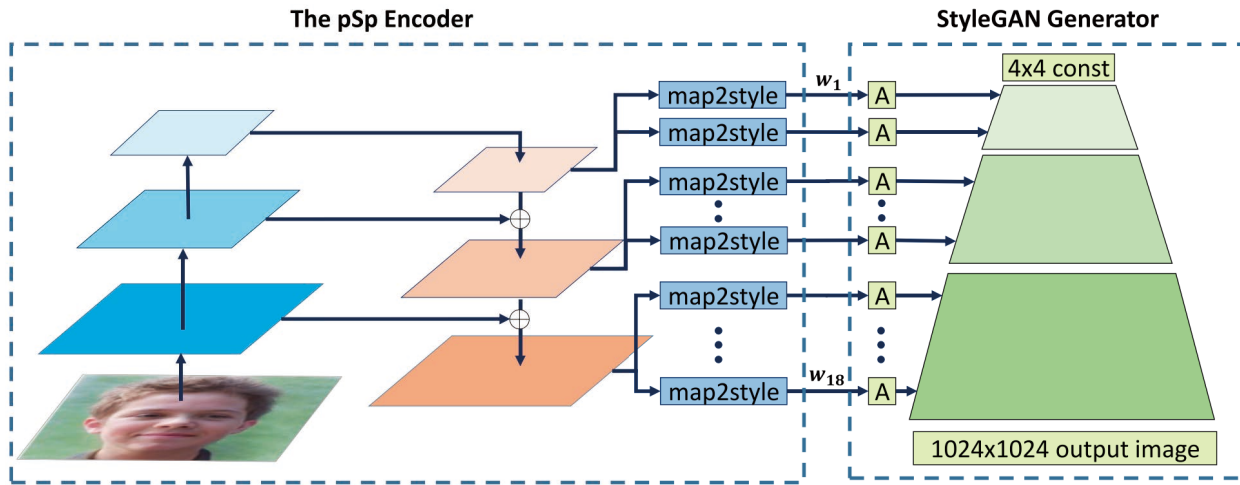 The pSp Encoder
StyleGAN Generator
4x4 const
map2style
w₁
A
map2style
A
map2style
A
map2style
A
map2style
A
map2style
w₁₈
A
1024x1024 output image